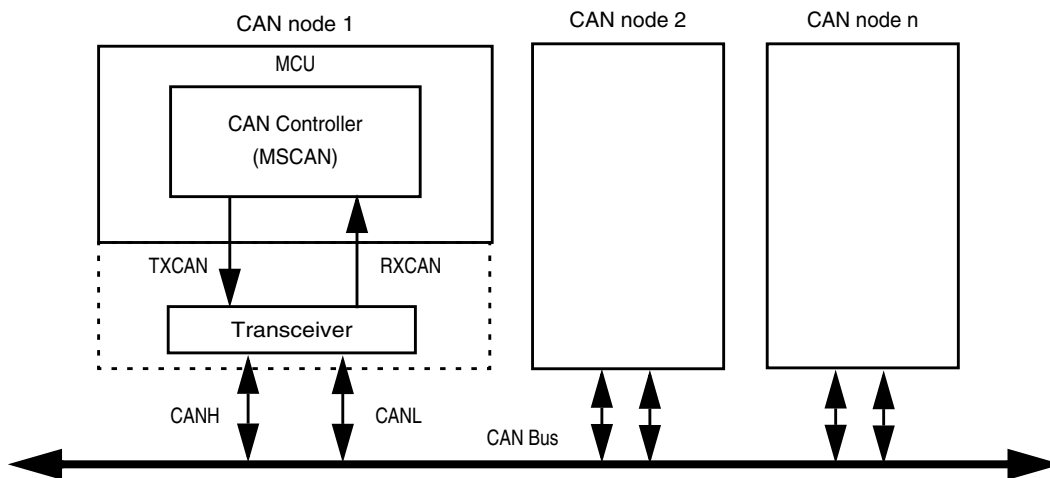 CAN node 1
CAN node 2
CAN node n
MCU
CAN Controller
(MSCAN)
TXCAN
RXCAN
Transceiver
CANH
CANL
CAN Bus